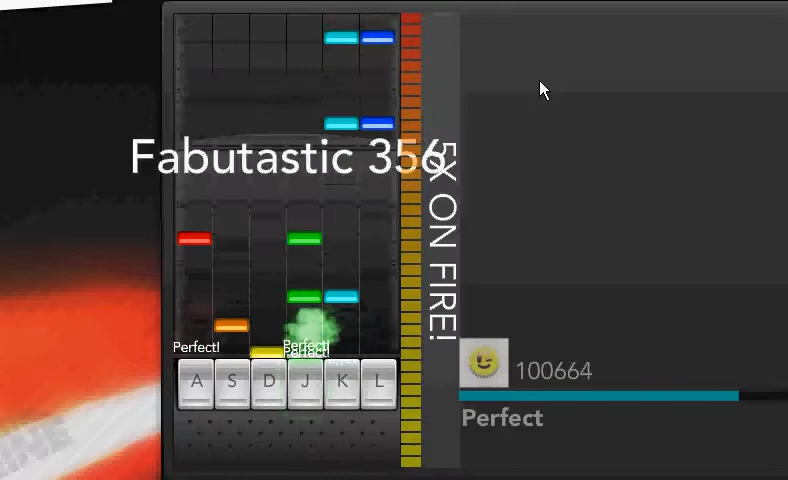 Fabutastic 356
5X ON FIRE!
Perfect!
Perfect!
A S D J K L
100664
Perfect